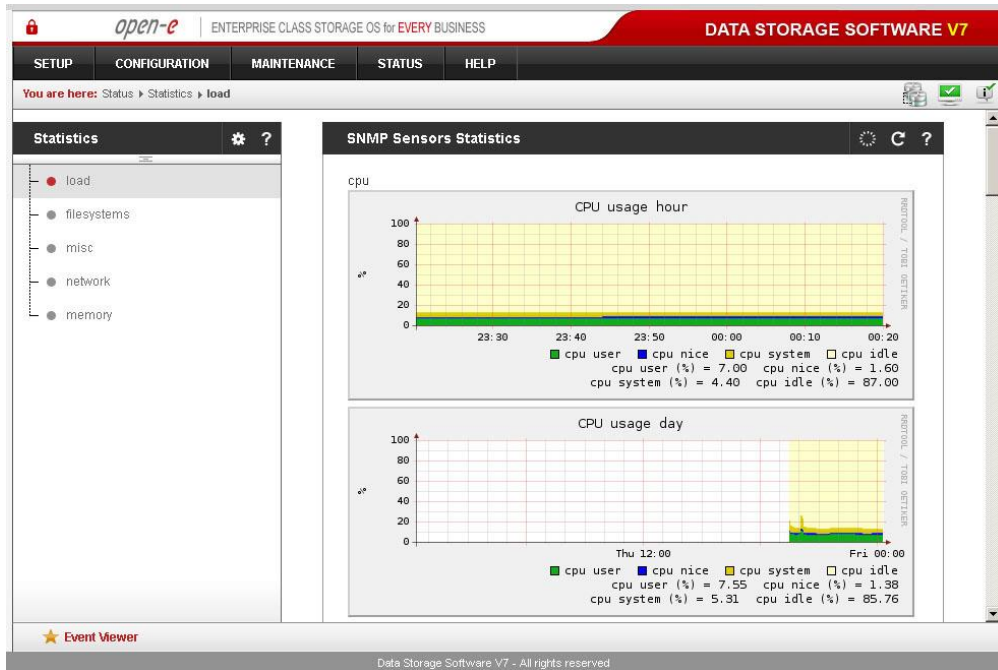 open-e ENTERPRISE CLASS STORAGE OS for EVERY BUSINESS DATA STORAGE SOFTWARE V7
SETUP CONFIGURATION MAINTENANCE STATUS HELP
You are here: Status Statistics load
Statistics ?
load
filesystems
misc
network
memory
SNMP Sensors Statistics ?
cpu
CPU usage hour
RRDTOOL / TOBI OETIKER
100
80
60
40
20
0
%
23:30 23:40 23:50 00:00 00:10 00:20
cpu user cpu nice cpu system cpu idle
cpu user (%) = 7.00 cpu nice (%) = 1.60
cpu system (%) = 4.40 cpu idle (%) = 87.00
CPU usage day
RRDTOOL / TOBI OETIKER
100
80
60
40
20
0
%
Thu 12:00 Fri 00:00
cpu user cpu nice cpu system cpu idle
cpu user (%) = 7.55 cpu nice (%) = 1.38
cpu system (%) = 5.31 cpu idle (%) = 85.76
Event Viewer
Data Storage Software V7 - All rights reserved